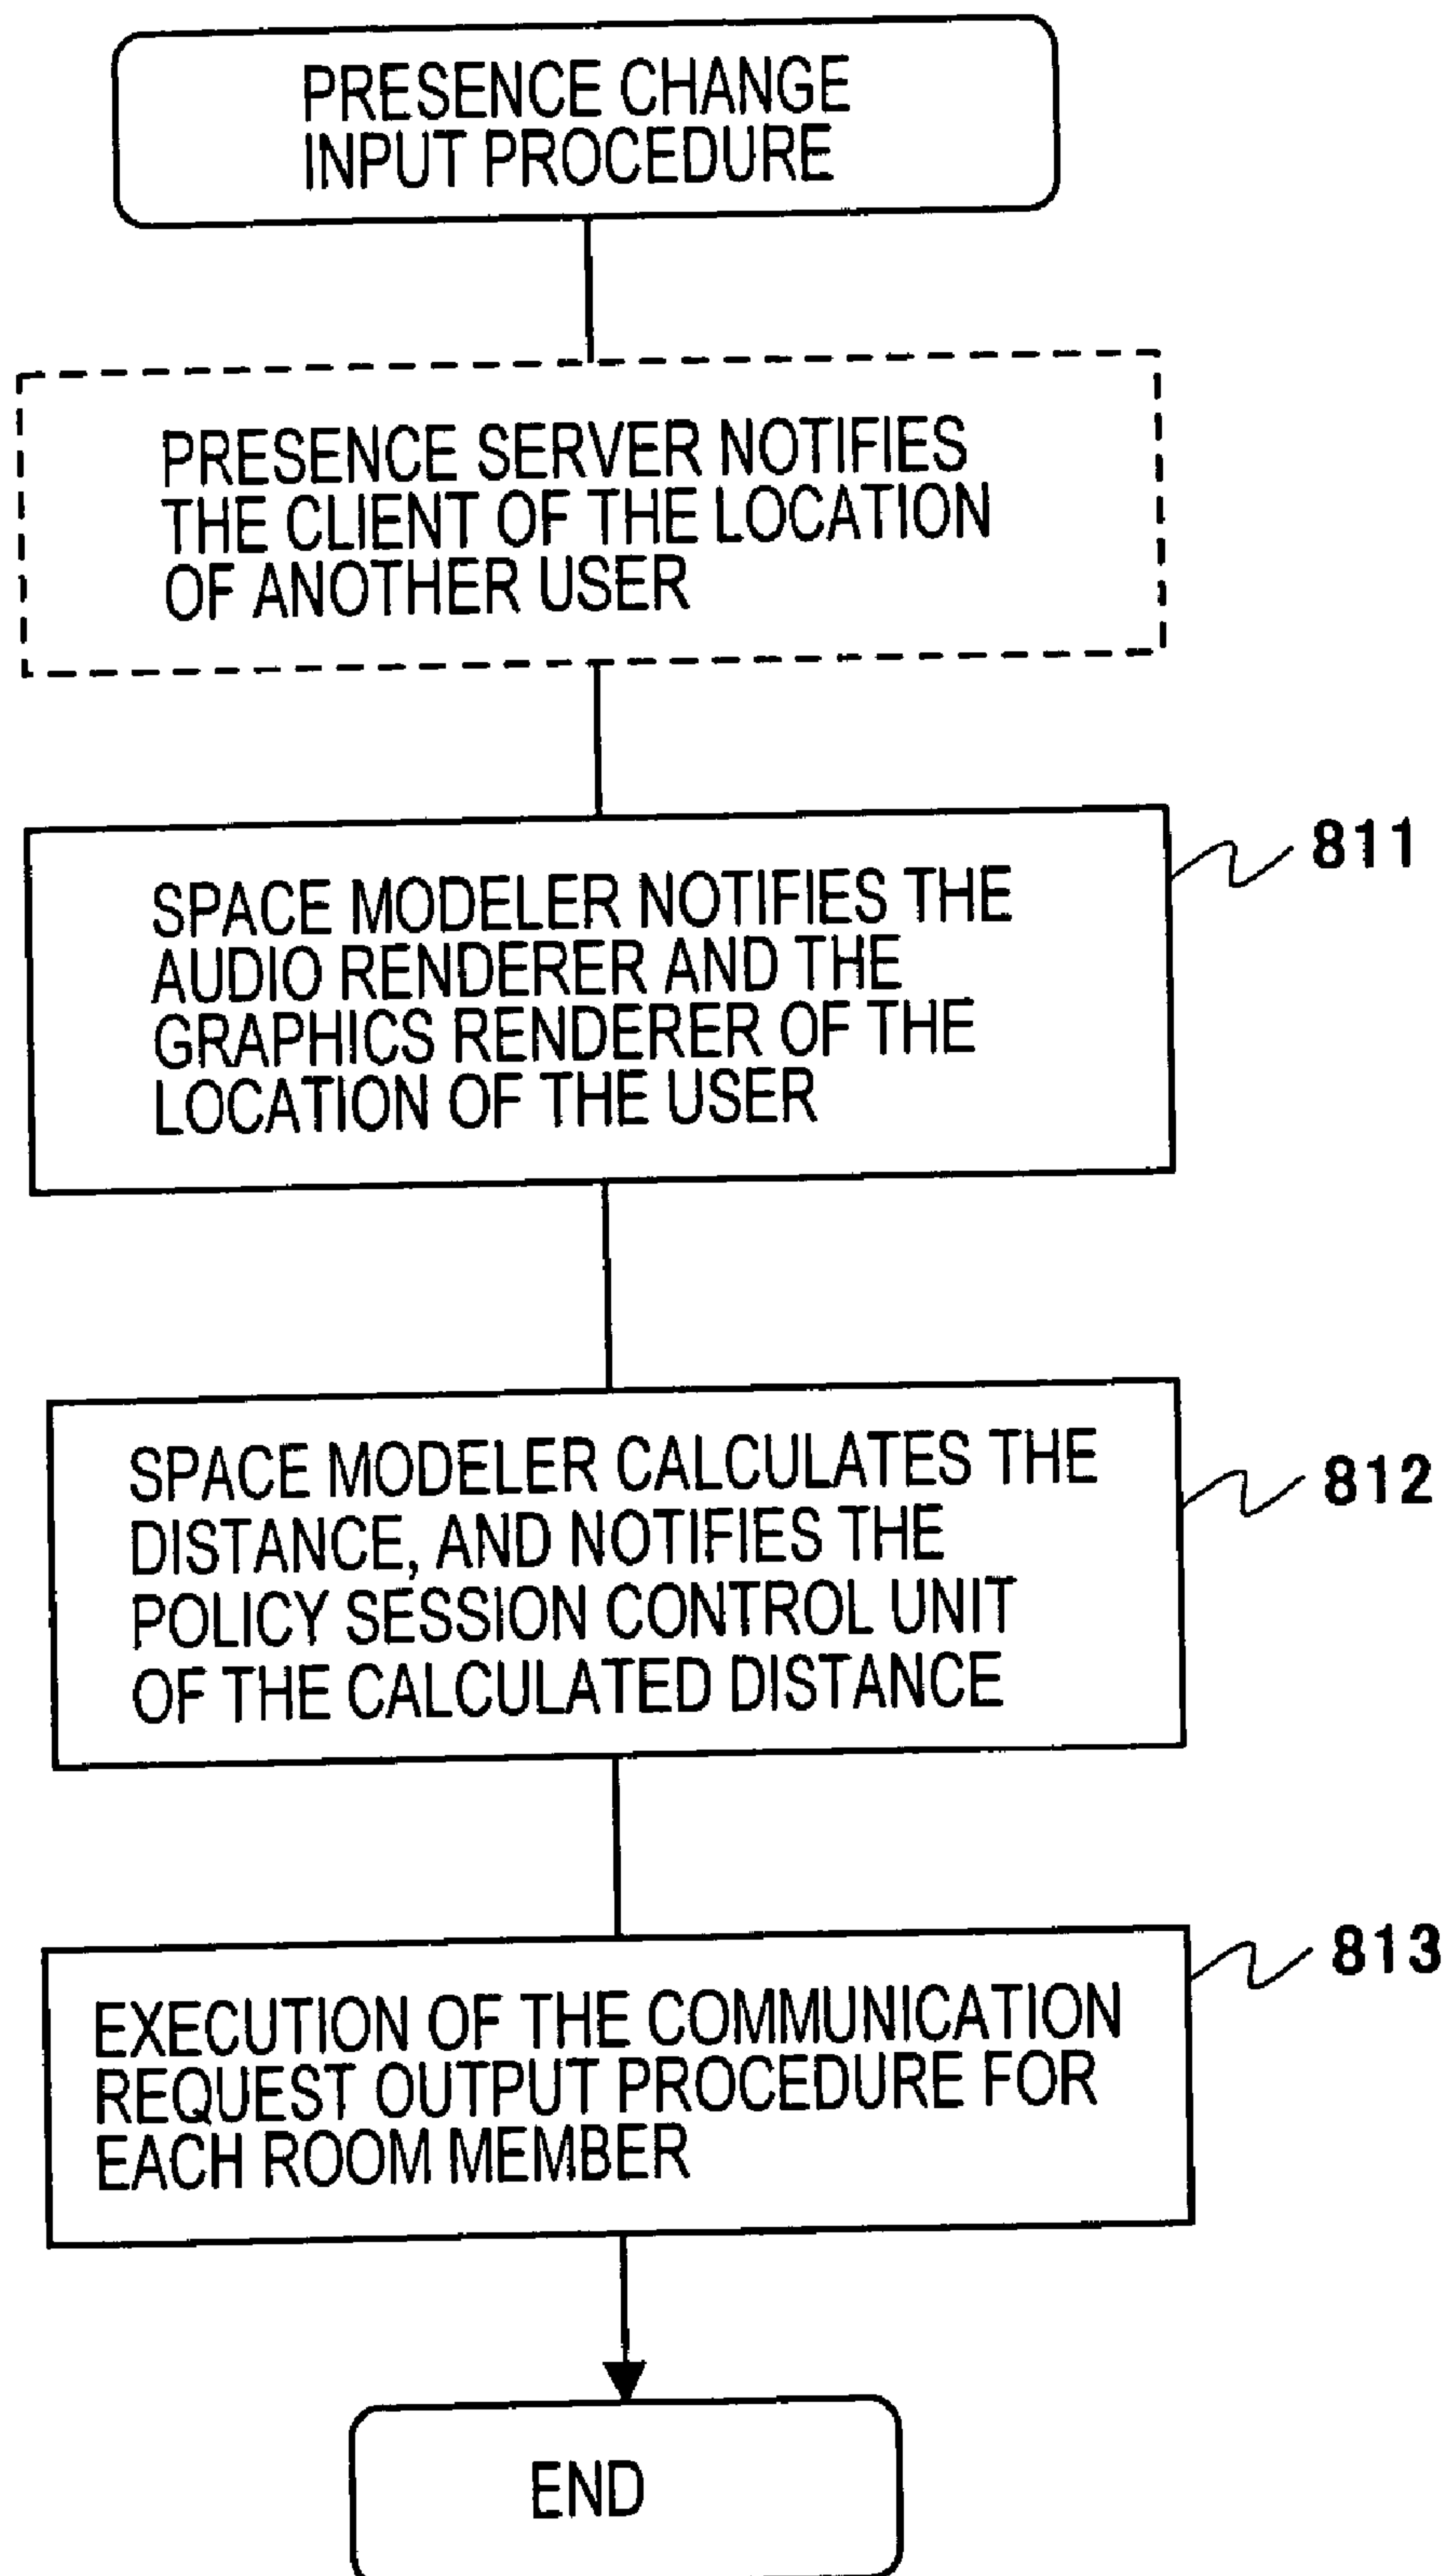 PRESENCE CHANGE
INPUT PROCEDURE
PRESENCE SERVER NOTIFIES
THE CLIENT OF THE LOCATION
OF ANOTHER USER
811
SPACE MODELER NOTIFIES THE
AUDIO RENDERER AND THE
GRAPHICS RENDERER OF THE
LOCATION OF THE USER
812
SPACE MODELER CALCULATES THE
DISTANCE, AND NOTIFIES THE
POLICY SESSION CONTROL UNIT
OF THE CALCULATED DISTANCE
813
EXECUTION OF THE COMMUNICATION
REQUEST OUTPUT PROCEDURE FOR
EACH ROOM MEMBER
END